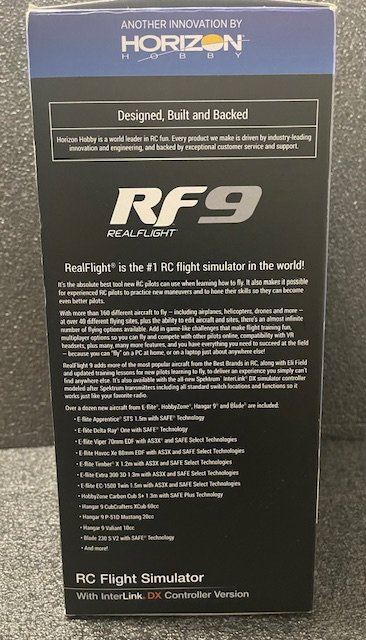 ANOTHER INNOVATION BY
HORIZON
HOBBY
Designed, Built and Backed
Horizon Hobby is a world leader in RC fun. Every product we make is driven by industry-leading
innovation and engineering, and backed by exceptional customer service and support.
RF9
REALFLIGHT
RealFlight® is the #1 RC flight simulator in the world!
It's the absolute best tool new RC pilots can use when learning how to fly. It also makes it possible
for experienced RC pilots to practice new maneuvers and to hone their skills so they can become
even better pilots.
With more than 160 different aircraft to fly — including airplanes, helicopters, drones and more —
at over 40 different flying sites, plus the ability to edit aircraft and sites, there's an almost infinite
number of flying options available. Add in game-like challenges that make flight training fun,
multiplayer options so you can fly and compete with other pilots online, compatibility with VR
headsets, plus many, many more features, and you have everything you need to succeed at the field
— because you can "fly" on a PC at home, or on a laptop just about anywhere else!
RealFlight 9 adds more of the most popular aircraft from the Best Brands in RC, along with Eli Field
and updated training lessons for new pilots learning to fly, to deliver an experience you simply can't
find anywhere else. It's also available with the all-new Spektrum™ InterLink® DX simulator controller
modeled after Spektrum transmitters including all standard switch locations and functions so it
works just like your favorite radio.
Over a dozen new aircraft from E-flite®, HobbyZone®, Hangar 9® and Blade® are included:
• E-flite Apprentice® STS 1.5m with SAFE® Technology
• E-flite Delta Ray® One with SAFE® Technology
• E-flite Viper 70mm EDF with AS3X® and SAFE Select Technologies
• E-flite Havoc Xe 80mm EDF with AS3X and SAFE Select Technologies
• E-flite Timber® X 1.2m with AS3X and SAFE Select Technologies
• E-flite Extra 300 3D 1.3m with AS3X and SAFE Select Technologies
• E-flite EC-1500 Twin 1.5m with AS3X and SAFE Select Technologies
• HobbyZone Carbon Cub S+ 1.3m with SAFE Plus Technology
• Hangar 9 CubCrafters XCub 60cc
• Hangar 9 P-51D Mustang 20cc
• Hangar 9 Valiant 10cc
• Blade 230 S V2 with SAFE® Technology
• And more!
RC Flight Simulator
With InterLink® DX Controller Version